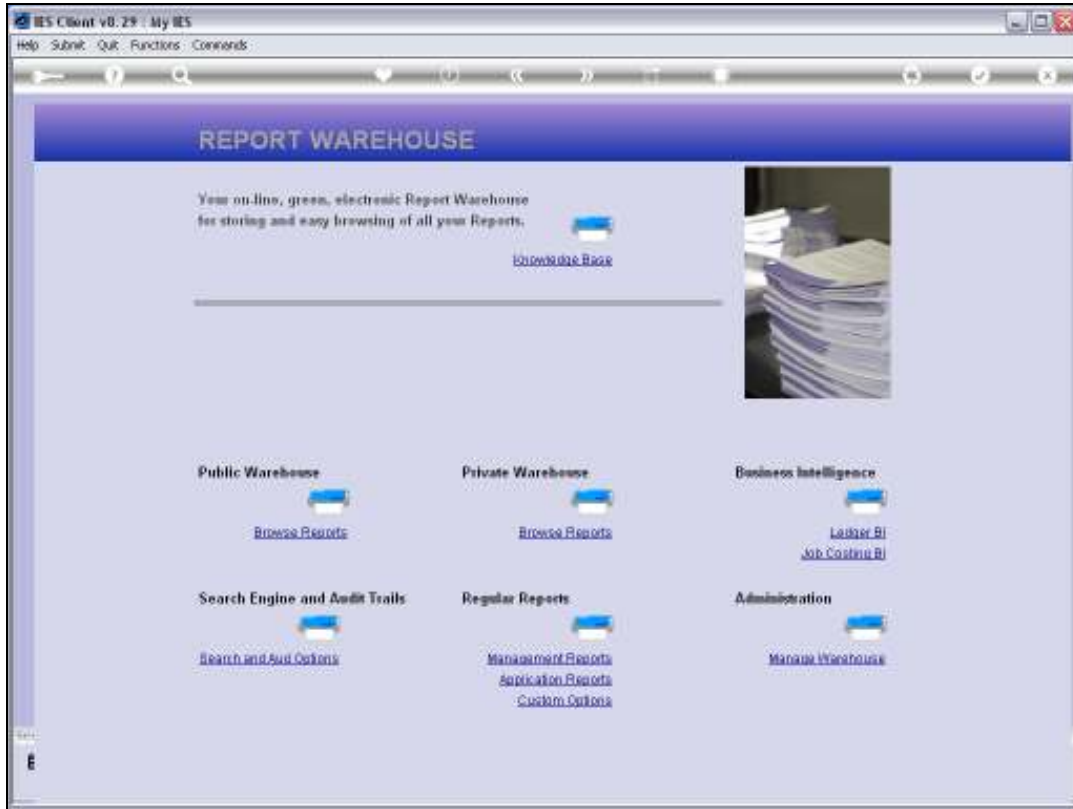 IES Client v8.29 : My IES
Help Submit Quit Functions Commands
REPORT WAREHOUSE
Your on-line, green, electronic Report Warehouse
for storing and easy browsing of all your Reports.
Knowledge Base
Public Warehouse Private Warehouse Business Intelligence
Browse Reports Browse Reports Ledger BI
Job Costing BI
Search Engine and Audit Trails Regular Reports Administration
Search and Aud Options Management Reports Manage Warehouse
Application Reports
Custom Options